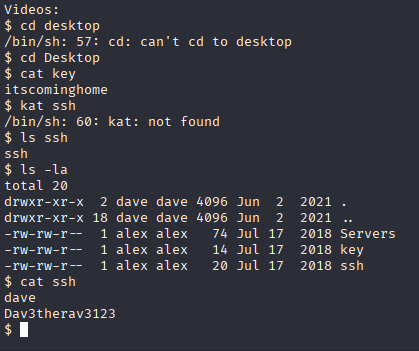 Videos:
$ cd desktop
/bin/sh: 57: cd: can't cd to desktop
$ cd Desktop
$ cat key
itscominghome
$ kat ssh
/bin/sh: 60: kat: not found
$ ls ssh
ssh
$ ls -la
total 20
drwxr-xr-x  2 dave dave 4096 Jun  2  2021 .
drwxr-xr-x 18 dave dave 4096 Jun  2  2021 ..
-rw-rw-r--  1 alex alex   74 Jul 17  2018 Servers
-rw-rw-r--  1 alex alex   14 Jul 17  2018 key
-rw-rw-r--  1 alex alex   20 Jul 17  2018 ssh
$ cat ssh
dave
Dav3therav3123
$